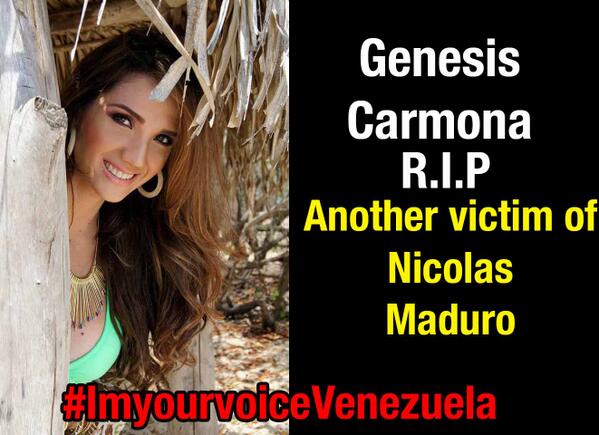 Genesis
Carmona
R.I.P
Another victim of
Nicolas
Maduro
#ImyourvoiceVenezuela